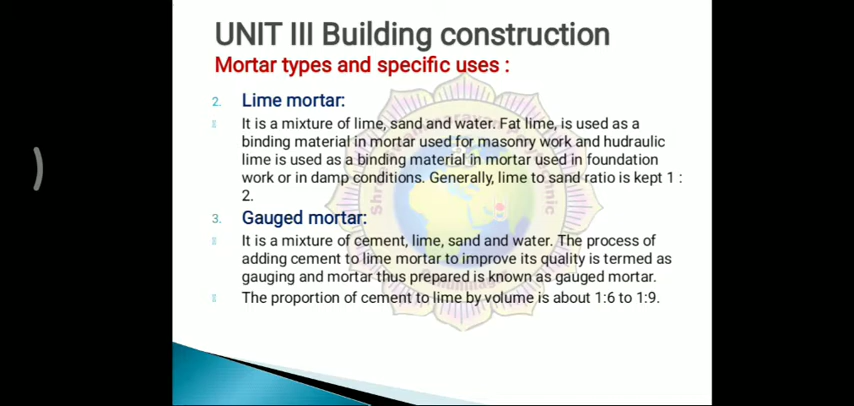 UNIT III Building construction
Mortar types and specific uses :
2. Lime mortar:
It is a mixture of lime, sand and water. Fat lime, is used as a
binding material in mortar used for masonry work and hudraulic
lime is used as a binding material in mortar used in foundation
work or in damp conditions. Generally, lime to sand ratio is kept 1 :
2.
3. Gauged mortar:
It is a mixture of cement, lime, sand and water. The process of
adding cement to lime mortar to improve its quality is termed as
gauging and mortar thus prepared is known as gauged mortar.
The proportion of cement to lime by volume is about 1:6 to 1:9.